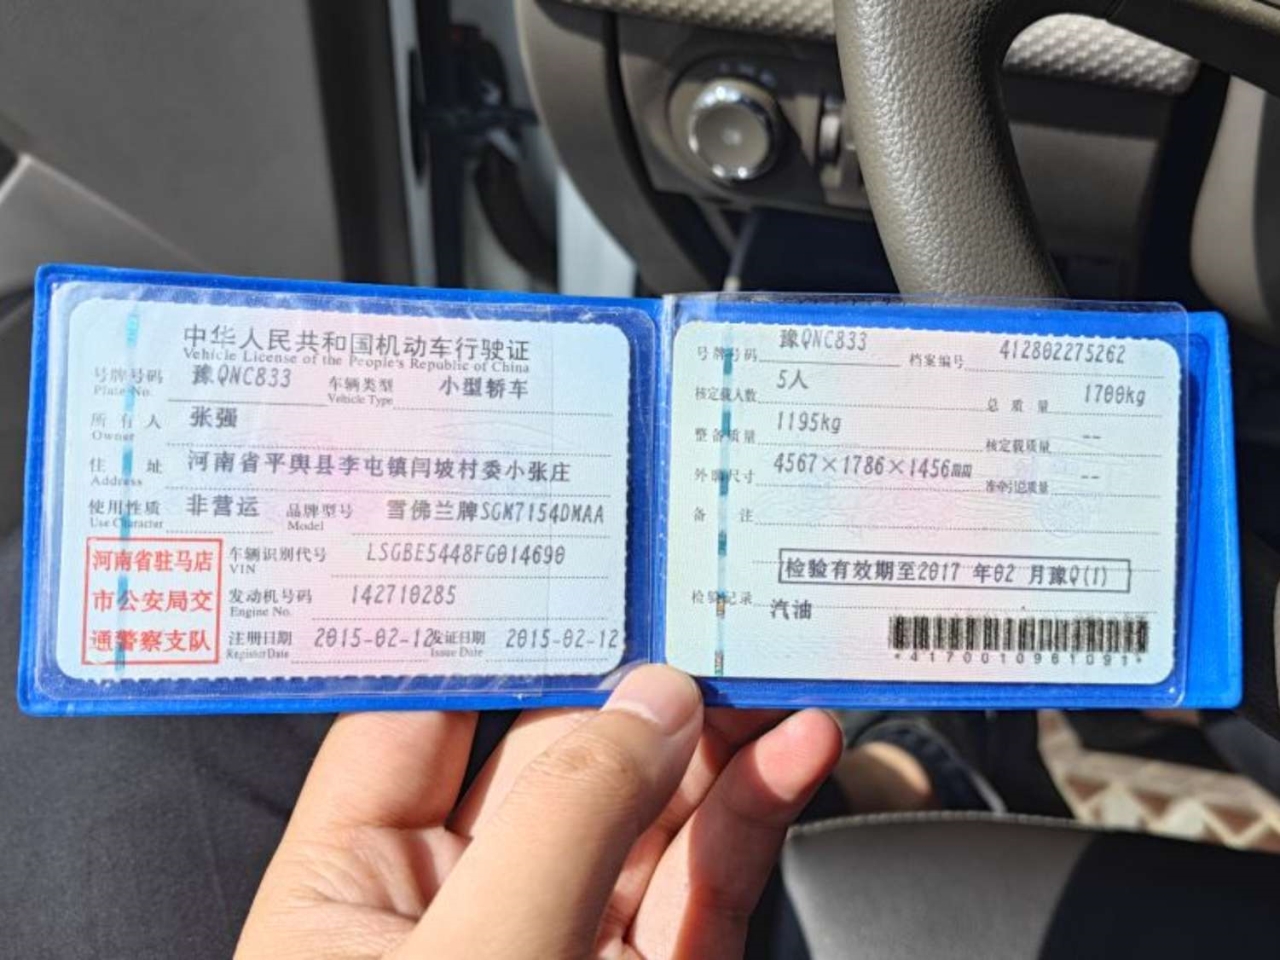 中华人民共和国机动车行驶证
Vehicle License of the People's Republic of China
号牌号码 豫QNC833 车辆类型 小型轿车
Plate No. Vehicle Type
所有人 张强
Owner
住址 河南省平舆县李屯镇闫坡村委小张庄
Address
使用性质 非营运 品牌型号 雪佛兰牌SGM7154DMAA
Use Character Model
河南省驻马店
市公安局交
通警察支队
车辆识别代号 LSGBE5448FG014690
VIN
发动机号码 142710285
Engine No.
注册日期 2015-02-12 发证日期 2015-02-12
Register Date Issue Date
号牌号码 豫QNC833 档案编号 412802275262
核定载人数 5人 总质量 1700kg
整备质量 1195kg 核定载质量 --
外廓尺寸 4567×1786×1456mm 准牵引总质量 --
备注
检验有效期至2017 年02 月豫Q(1)
检验记录
汽油
*4170010961091*